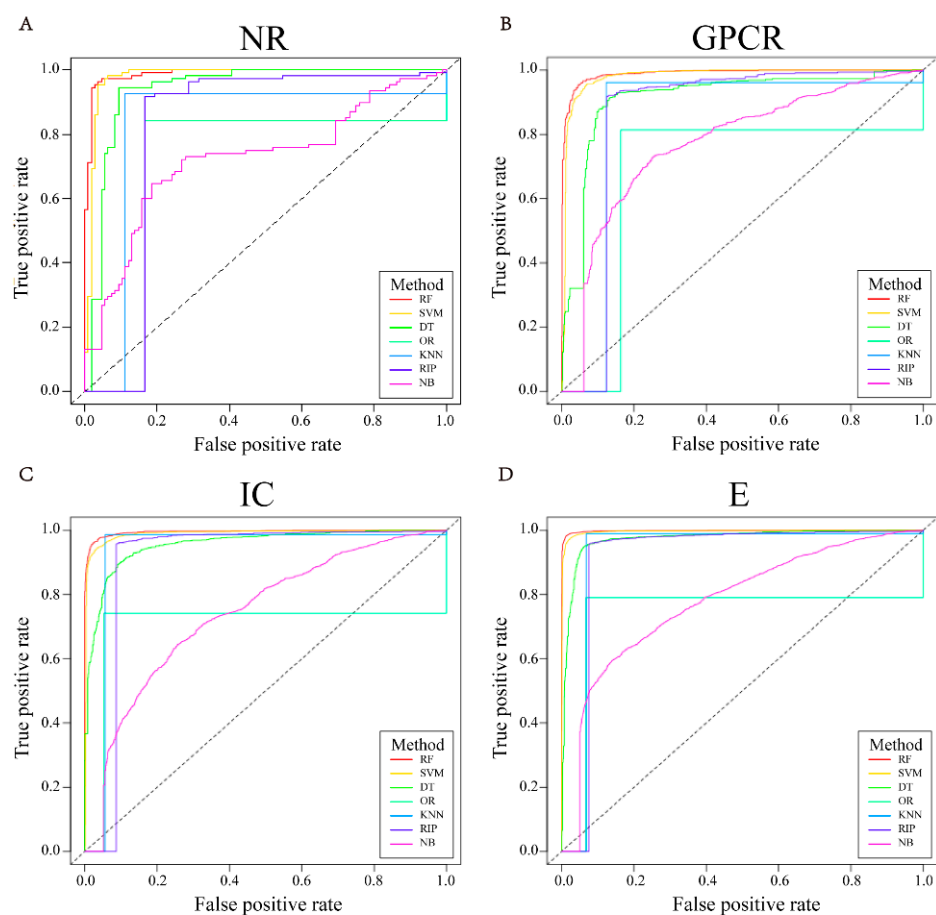 A
NR
True positive rate
1.0
0.8
0.6
0.4
0.2
0.0
0.0 0.2 0.4 0.6 0.8 1.0
False positive rate
Method
RF
SVM
DT
OR
KNN
RIP
NB
B
GPCR
True positive rate
1.0
0.8
0.6
0.4
0.2
0.0
0.0 0.2 0.4 0.6 0.8 1.0
False positive rate
Method
RF
SVM
DT
OR
KNN
RIP
NB
C
IC
True positive rate
1.0
0.8
0.6
0.4
0.2
0.0
0.0 0.2 0.4 0.6 0.8 1.0
False positive rate
Method
RF
SVM
DT
OR
KNN
RIP
NB
D
E
True positive rate
1.0
0.8
0.6
0.4
0.2
0.0
0.0 0.2 0.4 0.6 0.8 1.0
False positive rate
Method
RF
SVM
DT
OR
KNN
RIP
NB